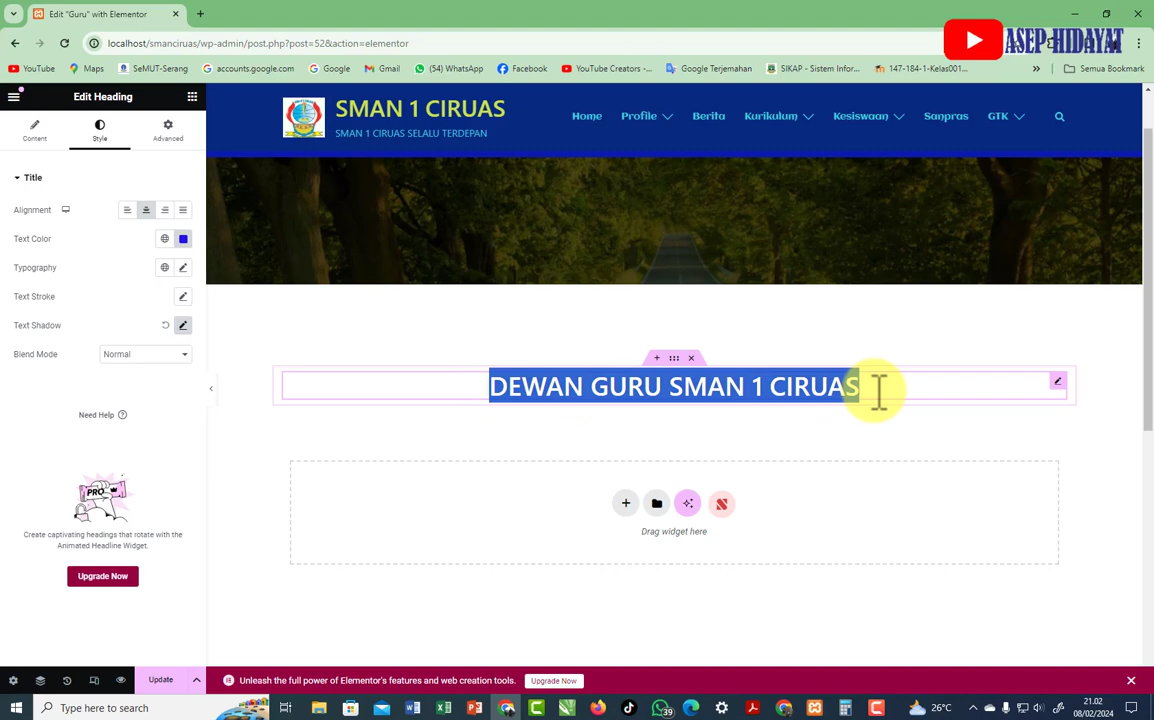 Edit "Guru" with Elementor
localhost/smanciruas/wp-admin/post.php?post=52&action=elementor
ASEP-HIDAYAT
YouTube
Maps
SeMUT-Serang
accounts.google.com
Google
Gmail
(54) WhatsApp
Facebook
YouTube Creators -...
Google Terjemahan
SIKAP - Sistem Infor...
147-184-1-Kelas001...
Semua Bookmark
Edit Heading
SMAN 1 CIRUAS
SMAN 1 CIRUAS SELALU TERDEPAN
Home
Profile
Berita
Kurikulum
Kesiswaan
Sanpras
GTK
Content
Style
Advanced
Title
Alignment
Text Color
Typography
Text Stroke
Text Shadow
Blend Mode
Normal
Need Help
DEWAN GURU SMAN 1 CIRUAS
Drag widget here
PRO
Create captivating headings that rotate with the
Animated Headline Widget.
Upgrade Now
Update
Unleash the full power of Elementor's features and web creation tools.
Upgrade Now
Type here to search
39
26°C
21.02
08/02/2024